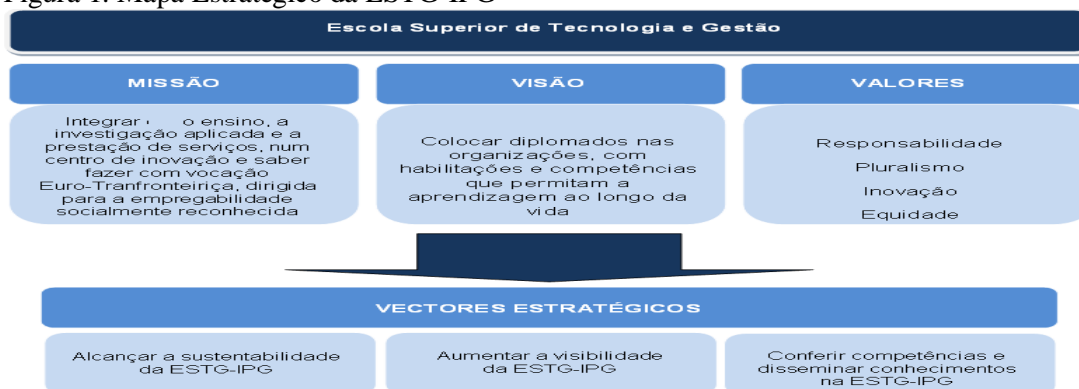 Figura 1. Mapa Estratégico da ESTG-IPG
Escola Superior de Tecnologia e Gestão
MISSÃO
Integrar o ensino, a
investigação aplicada e a
prestação de serviços, num
centro de inovação e saber
fazer com vocação
Euro-Tranfronteiriça, dirigida
para a empregabilidade
socialmente reconhecida
VISÃO
Colocar diplomados nas
organizações, com
habilitações e competências
que permitam a
aprendizagem ao longo da
vida
VALORES
Responsabilidade
Pluralismo
Inovação
Equidade
VECTORES ESTRATÉGICOS
Alcançar a sustentabilidade
da ESTG-IPG
Aumentar a visibilidade
da ESTG-IPG
Conferir competências e
disseminar conhecimentos
na ESTG-IPG